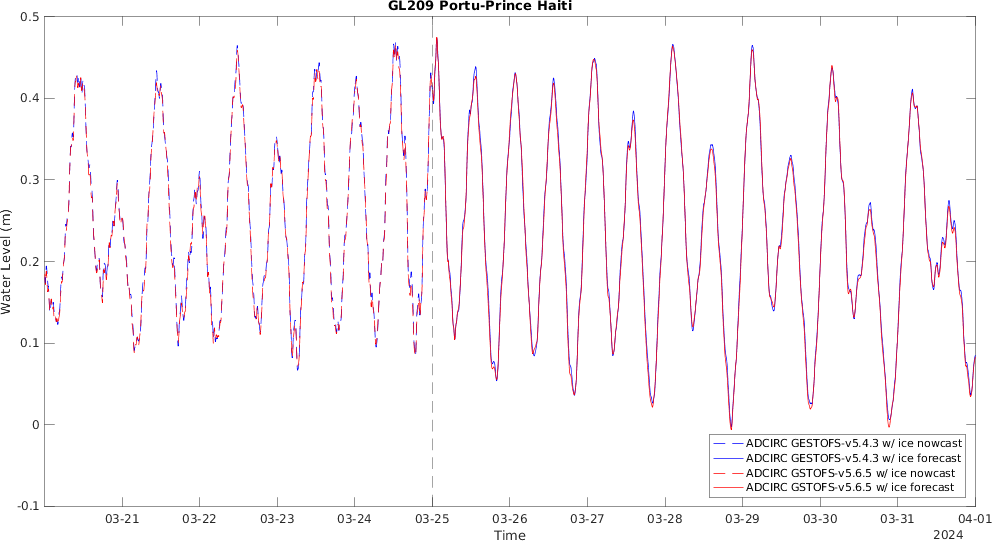 GL209 Portu-Prince Haiti
0.5
0.4
0.3
0.2
0.1
0
-0.1
Water Level (m)
03-21 03-22 03-23 03-24 03-25 03-26 03-27 03-28 03-29 03-30 03-31 04-01
Time
2024
ADCIRC GESTOFS-v5.4.3 w/ ice nowcast
ADCIRC GESTOFS-v5.4.3 w/ ice forecast
ADCIRC GSTOFS-v5.6.5 w/ ice nowcast
ADCIRC GSTOFS-v5.6.5 w/ ice forecast